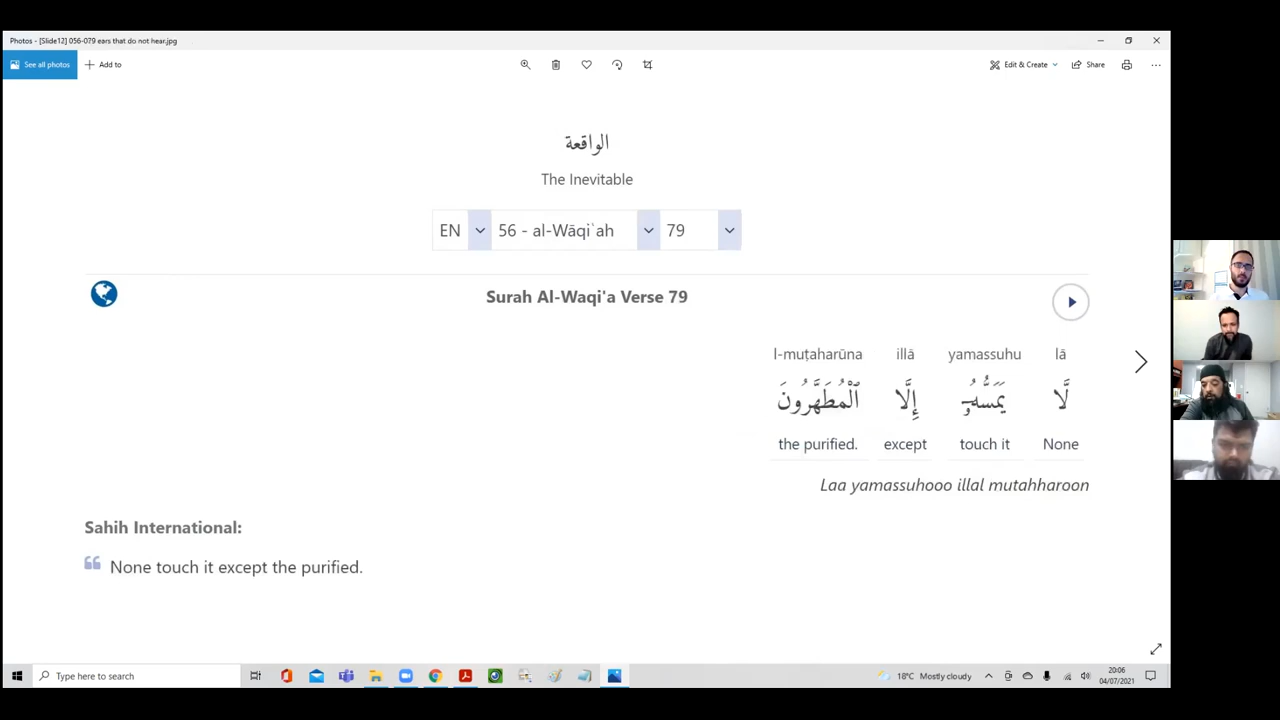 Photos - [Slide12] 056-079 ears that do not hear.jpg
See all photos
Add to
Edit & Create
Share
الواقعة
The Inevitable
EN
56 - al-Wāqi`ah
79
Surah Al-Waqi'a Verse 79
l-muṭaharūna illā yamassuhu lā
لَّا يَمَسُّهُۥٓ إِلَّا ٱلْمُطَهَّرُونَ
the purified. except touch it None
Laa yamassuhooo illal mutahharoon
Sahih International:
None touch it except the purified.
Type here to search
18°C Mostly cloudy
20:06
04/07/2021